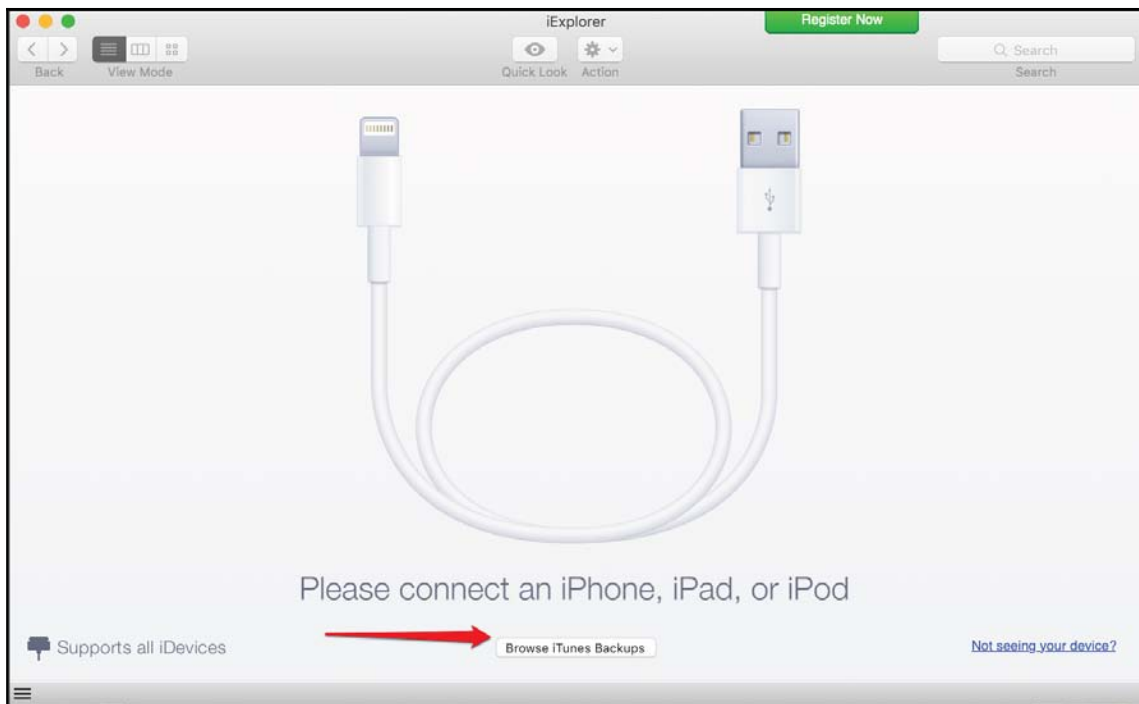 iExplorer
Register Now
Search
Back
View Mode
Quick Look
Action
Search
Please connect an iPhone, iPad, or iPod
Supports all iDevices
Browse iTunes Backups
Not seeing your device?